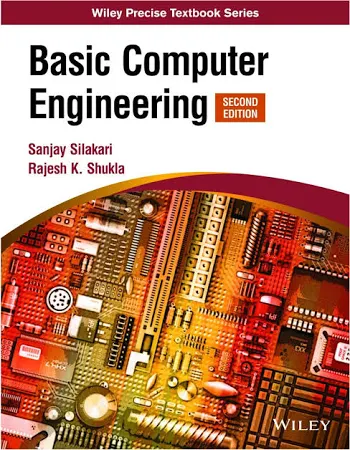 Wiley Precise Textbook Series
Basic Computer
Engineering
SECOND
EDITION
Sanjay Silakari
Rajesh K. Shukla
WILEY